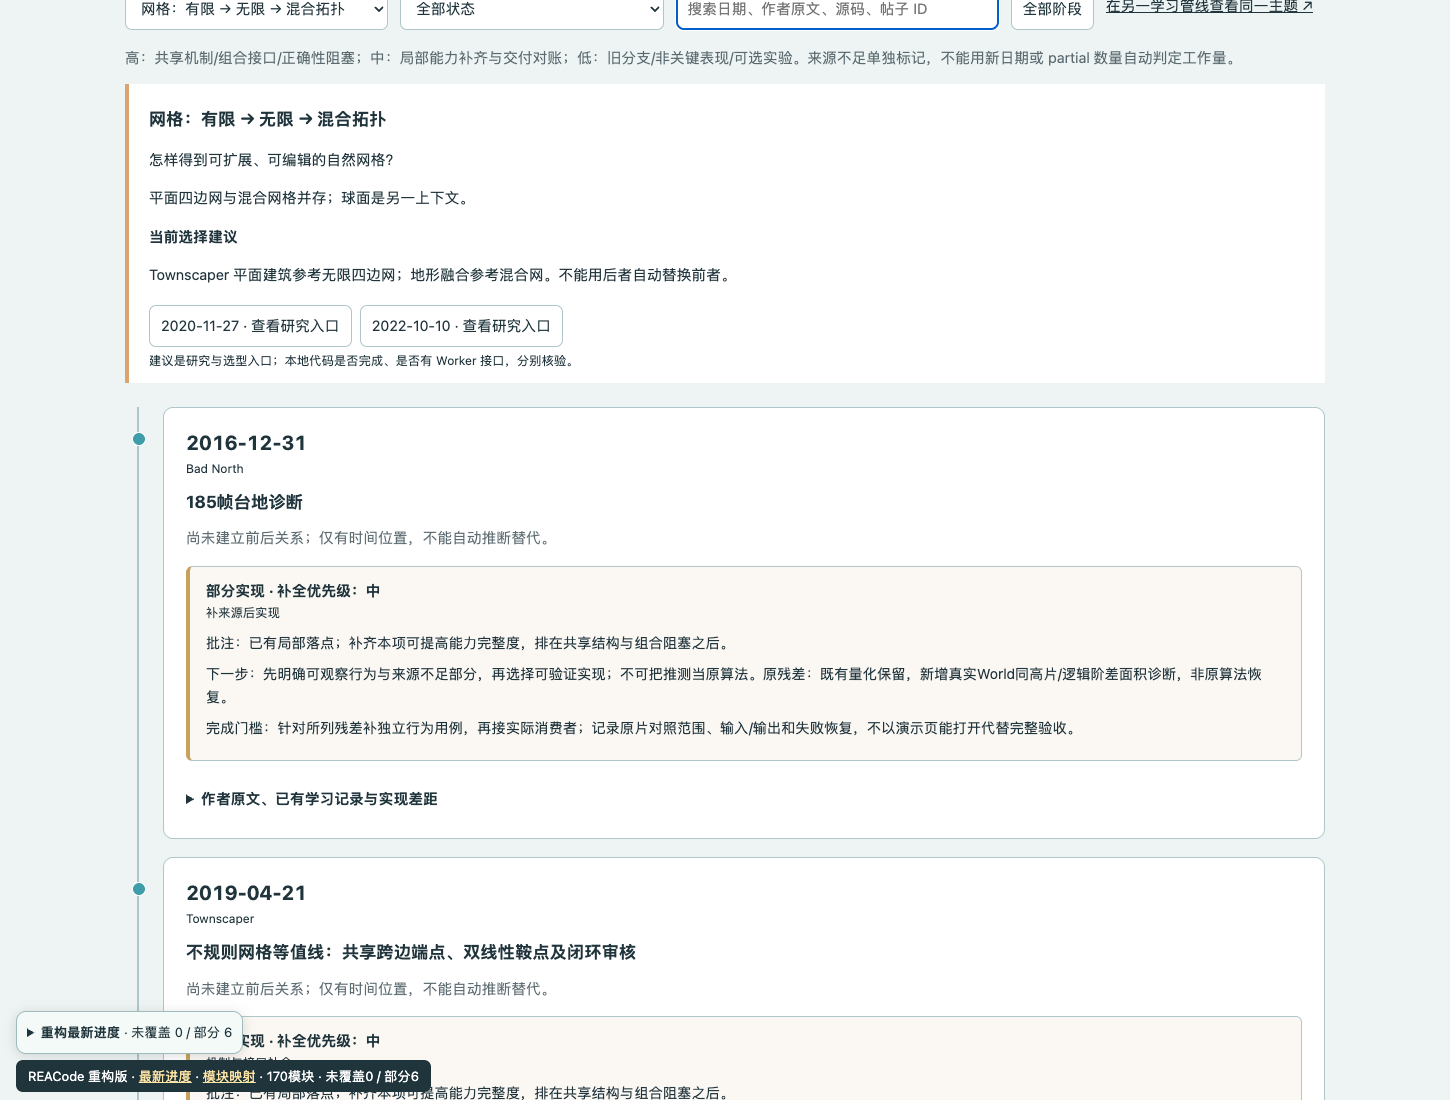 网格：有限 → 无限 → 混合拓扑
全部状态
搜索日期、作者原文、源码、帖子 ID
全部阶段
在另一学习管线查看同一主题 ↗
高：共享机制/组合接口/正确性阻塞；中：局部能力补齐与交付对账；低：旧分支/非关键表现/可选实验。来源不足单独标记，不能用新日期或 partial 数量自动判定工作量。
网格：有限 → 无限 → 混合拓扑
怎样得到可扩展、可编辑的自然网格?
平面四边网与混合网格并存；球面是另一上下文。
当前选择建议
Townscaper 平面建筑参考无限四边网；地形融合参考混合网。不能用后者自动替换前者。
2020-11-27 · 查看研究入口
2022-10-10 · 查看研究入口
建议是研究与选型入口；本地代码是否完成、是否有 Worker 接口，分别核验。
2016-12-31
Bad North
185帧台地诊断
尚未建立前后关系；仅有时间位置，不能自动推断替代。
部分实现 · 补全优先级：中
补来源后实现
批注：已有局部落点；补齐本项可提高能力完整度，排在共享结构与组合阻塞之后。
下一步：先明确可观察行为与来源不足部分，再选择可验证实现；不可把推测当原算法。原残差：既有量化保留，新增真实World同高片/逻辑阶差面积诊断，非原算法恢
复。
完成门槛：针对所列残差补独立行为用例，再接实际消费者；记录原片对照范围、输入/输出和失败恢复，不以演示页能打开代替完整验收。
▶ 作者原文、已有学习记录与实现差距
2019-04-21
Townscaper
不规则网格等值线：共享跨边端点、双线性鞍点及闭环审核
尚未建立前后关系；仅有时间位置，不能自动推断替代。
实现 · 补全优先级：中
批注：已有局部落点；补齐本项可提高能力完整度，排在共享结构与组合阻塞之后。
▶ 重构最新进度 · 未覆盖 0 / 部分 6
REACode 重构版 · 最新进度 · 模块映射 · 170模块 · 未覆盖0 / 部分6